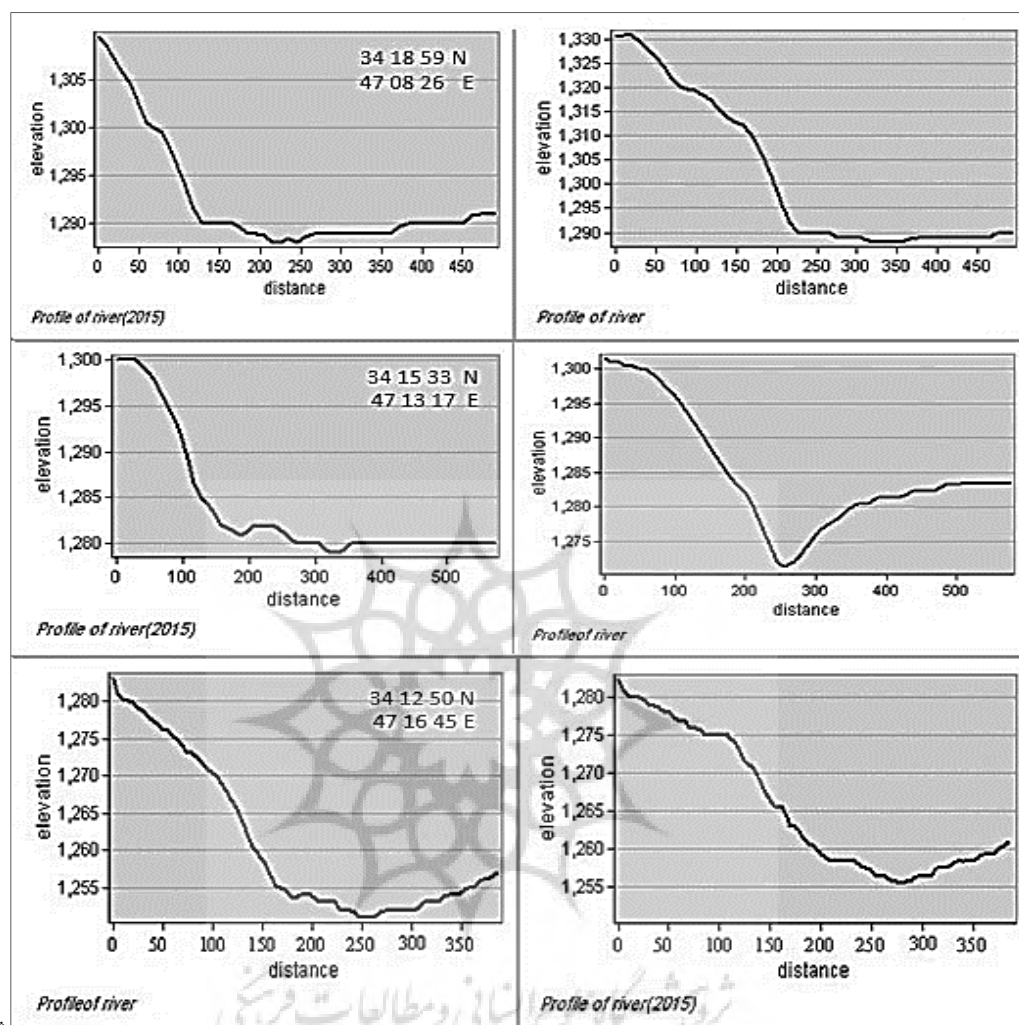 34 18 59 N
47 08 26 E
1,305
1,300
1,295
1,290
elevation
0 50 100 150 200 250 300 350 400 450
distance
Profile of river(2015)
1,330
1,325
1,320
1,315
1,310
1,305
1,300
1,295
1,290
elevation
0 50 100 150 200 250 300 350 400 450
distance
Profile of river
34 15 33 N
47 13 17 E
1,300
1,295
1,290
1,285
1,280
elevation
0 100 200 300 400 500
distance
Profile of river(2015)
1,300
1,295
1,290
1,285
1,280
1,275
elevation
0 100 200 300 400 500
distance
Profileof river
34 12 50 N
47 16 45 E
1,280
1,275
1,270
1,265
1,260
1,255
elevation
0 50 100 150 200 250 300 350
distance
Profileof river
1,280
1,275
1,270
1,265
1,260
1,255
elevation
0 50 100 150 200 250 300 350
distance
Profile of river(2015)
پژوهشگاه علوم انسانی و مطالعات فرهنگی